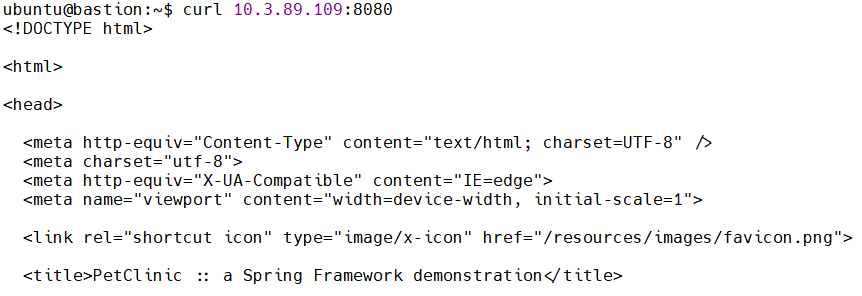 ubuntu@bastion:~$ curl 10.3.89.109:8080
<!DOCTYPE html>
<html>
<head>
<meta http-equiv="Content-Type" content="text/html; charset=UTF-8" />
<meta charset="utf-8">
<meta http-equiv="X-UA-Compatible" content="IE=edge">
<meta name="viewport" content="width=device-width, initial-scale=1">
<link rel="shortcut icon" type="image/x-icon" href="/resources/images/favicon.png">
<title>PetClinic :: a Spring Framework demonstration</title>